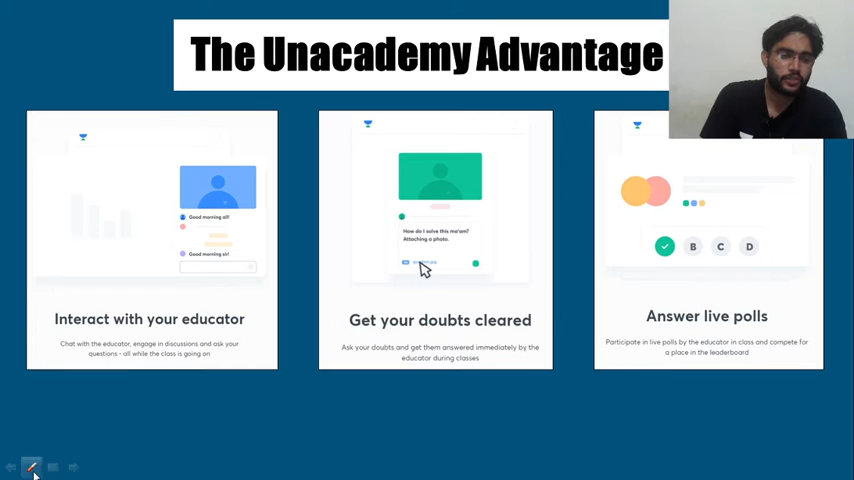 The Unacademy Advantage
Good morning all!
Good morning sir!
Interact with your educator
Chat with the educator, engage in discussions and ask your
questions - all while the class is going on
How do I solve this ma'am?
Attaching a photo.
Get your doubts cleared
Ask your doubts and get them answered immediately by the
educator during classes
B C D
Answer live polls
Participate in live polls by the educator in class and compete for
a place in the leaderboard